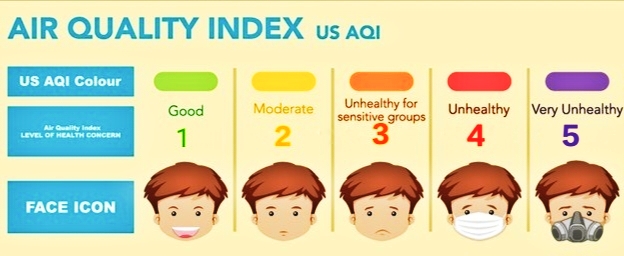 AIR QUALITY INDEX US AQI
US AQI Colour
Good
Moderate
Unhealthy for
sensitive groups
Unhealthy
Very Unhealthy
Air Quality Index
LEVEL OF HEALTH CONCERN
1
2
3
4
5
FACE ICON